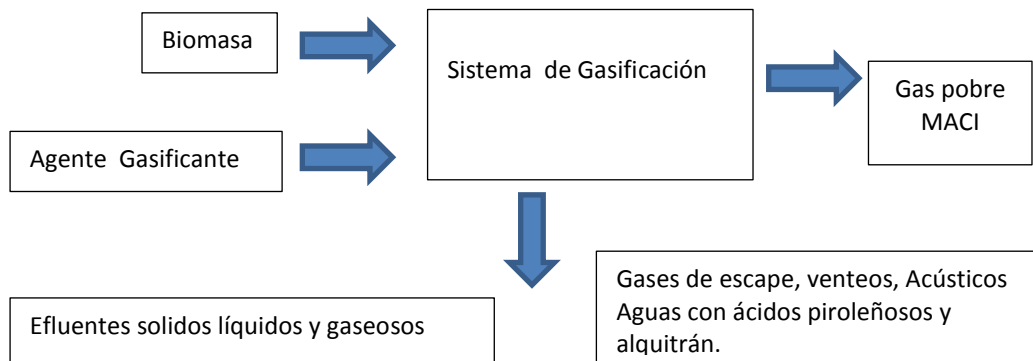 Biomasa
Sistema de Gasificación
Gas pobre
MACI
Agente Gasificante
Gases de escape, venteos, Acústicos
Aguas con ácidos piroleñosos y
alquitrán.
Efluentes solidos líquidos y gaseosos